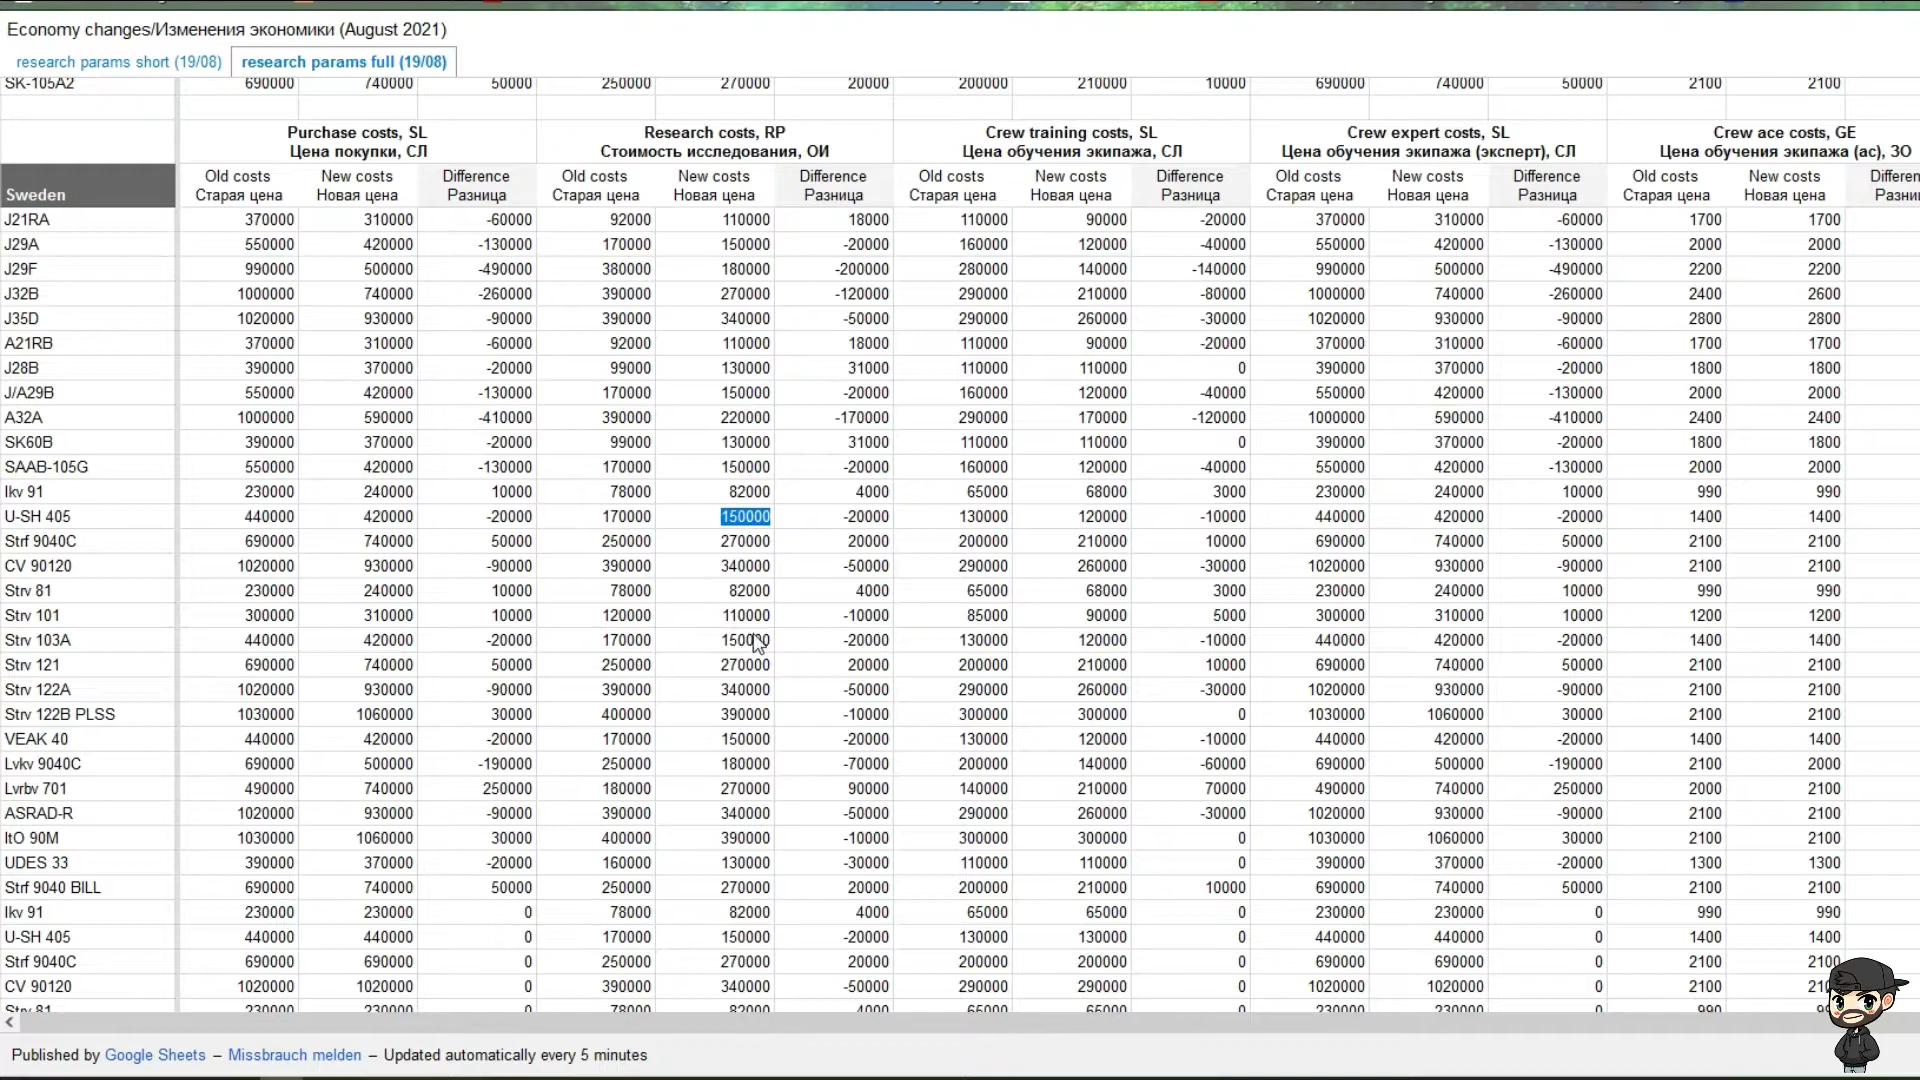 Economy changes/Изменения экономики (August 2021)
research params short (19/08) research params full (19/08)
SK-105A2 690000 740000 50000 250000 270000 20000 200000 210000 10000 690000 740000 50000 2100 2100
Purchase costs, SL Research costs, RP Crew training costs, SL Crew expert costs, SL Crew ace costs, GE
Цена покупки, СЛ Стоимость исследования, ОИ Цена обучения экипажа, СЛ Цена обучения экипажа (эксперт), СЛ Цена обучения экипажа (ас), ЗО
Old costs New costs Difference Old costs New costs Difference Old costs New costs Difference Old costs New costs Difference Old costs New costs Differen
Sweden Старая цена Новая цена Разница Старая цена Новая цена Разница Старая цена Новая цена Разница Старая цена Новая цена Разница Старая цена Новая цена Разни
J21RA 370000 310000 -60000 92000 110000 18000 110000 90000 -20000 370000 310000 -60000 1700 1700
J29A 550000 420000 -130000 170000 150000 -20000 160000 120000 -40000 550000 420000 -130000 2000 2000
J29F 990000 500000 -490000 380000 180000 -200000 280000 140000 -140000 990000 500000 -490000 2200 2200
J32B 1000000 740000 -260000 390000 270000 -120000 290000 210000 -80000 1000000 740000 -260000 2400 2600
J35D 1020000 930000 -90000 390000 340000 -50000 290000 260000 -30000 1020000 930000 -90000 2800 2800
A21RB 370000 310000 -60000 92000 110000 18000 110000 90000 -20000 370000 310000 -60000 1700 1700
J28B 390000 370000 -20000 99000 130000 31000 110000 110000 0 390000 370000 -20000 1800 1800
J/A29B 550000 420000 -130000 170000 150000 -20000 160000 120000 -40000 550000 420000 -130000 2000 2000
A32A 1000000 590000 -410000 390000 220000 -170000 290000 170000 -120000 1000000 590000 -410000 2400 2400
SK60B 390000 370000 -20000 99000 130000 31000 110000 110000 0 390000 370000 -20000 1800 1800
SAAB-105G 550000 420000 -130000 170000 150000 -20000 160000 120000 -40000 550000 420000 -130000 2000 2000
Ikv 91 230000 240000 10000 78000 82000 4000 65000 68000 3000 230000 240000 10000 990 990
U-SH 405 440000 420000 -20000 170000 150000 -20000 130000 120000 -10000 440000 420000 -20000 1400 1400
Strf 9040C 690000 740000 50000 250000 270000 20000 200000 210000 10000 690000 740000 50000 2100 2100
CV 90120 1020000 930000 -90000 390000 340000 -50000 290000 260000 -30000 1020000 930000 -90000 2100 2100
Strv 81 230000 240000 10000 78000 82000 4000 65000 68000 3000 230000 240000 10000 990 990
Strv 101 300000 310000 10000 120000 110000 -10000 85000 90000 5000 300000 310000 10000 1200 1200
Strv 103A 440000 420000 -20000 170000 150000 -20000 130000 120000 -10000 440000 420000 -20000 1400 1400
Strv 121 690000 740000 50000 250000 270000 20000 200000 210000 10000 690000 740000 50000 2100 2100
Strv 122A 1020000 930000 -90000 390000 340000 -50000 290000 260000 -30000 1020000 930000 -90000 2100 2100
Strv 122B PLSS 1030000 1060000 30000 400000 390000 -10000 300000 300000 0 1030000 1060000 30000 2100 2100
VEAK 40 440000 420000 -20000 170000 150000 -20000 130000 120000 -10000 440000 420000 -20000 1400 1400
Lvkv 9040C 690000 500000 -190000 250000 180000 -70000 200000 140000 -60000 690000 500000 -190000 2100 2000
Lvrbv 701 490000 740000 250000 180000 270000 90000 140000 210000 70000 490000 740000 250000 2000 2100
ASRAD-R 1020000 930000 -90000 390000 340000 -50000 290000 260000 -30000 1020000 930000 -90000 2100 2100
ItO 90M 1030000 1060000 30000 400000 390000 -10000 300000 300000 0 1030000 1060000 30000 2100 2100
UDES 33 390000 370000 -20000 160000 130000 -30000 110000 110000 0 390000 370000 -20000 1300 1300
Strf 9040 BILL 690000 740000 50000 250000 270000 20000 200000 210000 10000 690000 740000 50000 2100 2100
Ikv 91 230000 230000 0 78000 82000 4000 65000 65000 0 230000 230000 0 990 990
U-SH 405 440000 440000 0 170000 150000 -20000 130000 130000 0 440000 440000 0 1400 1400
Strf 9040C 690000 690000 0 250000 270000 20000 200000 200000 0 690000 690000 0 2100 2100
CV 90120 1020000 1020000 0 390000 340000 -50000 290000 290000 0 1020000 1020000 0 2100
Strv 81 230000 230000 0 78000 82000 4000 65000 65000 0 230000 230000 0 990
Published by Google Sheets – Missbrauch melden – Updated automatically every 5 minutes